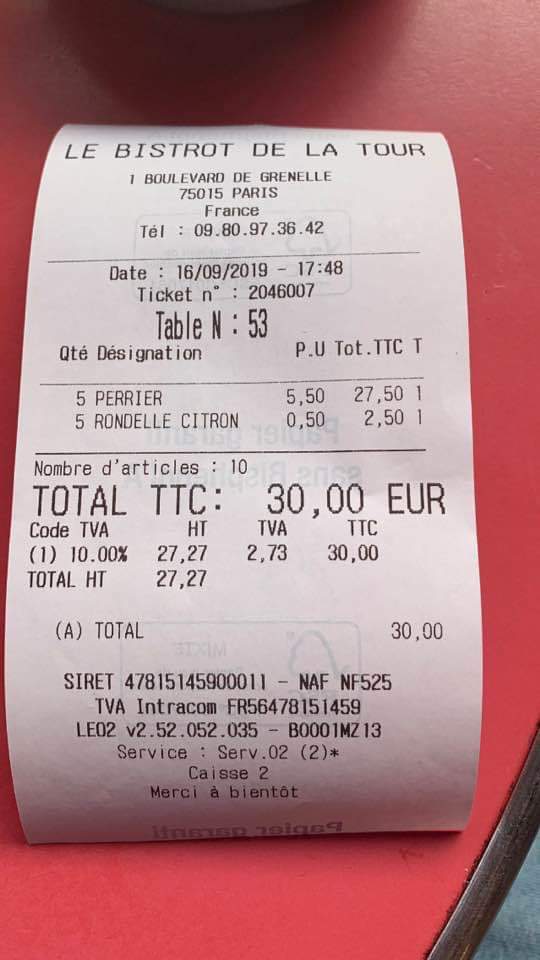 LE BISTROT DE LA TOUR
1 BOULEVARD DE GRENELLE
75015 PARIS
France
Tél : 09.80.97.36.42
Date : 16/09/2019 - 17:48
Ticket n° : 2046007
Table N : 53
Qté Désignation P.U Tot.TTC T
5 PERRIER 5,50 27,50 1
5 RONDELLE CITRON 0,50 2,50 1
Nombre d'articles : 10
TOTAL TTC: 30,00 EUR
Code TVA HT TVA TTC
(1) 10.00% 27,27 2,73 30,00
TOTAL HT 27,27
(A) TOTAL 30,00
SIRET 47815145900011 - NAF NF525
TVA Intracom FR56478151459
LEO2 v2.52.052.035 - B0001MZ13
Service : Serv.02 (2)*
Caisse 2
Merci à bientôt